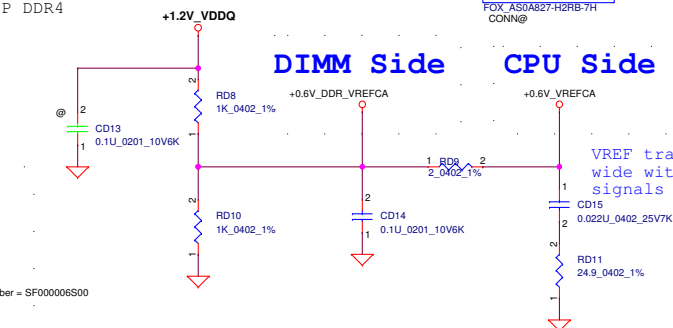 P DDR4
FOX_AS0A827-H2RB-7H
CONN@
+1.2V_VDDQ
DIMM Side
CPU Side
+0.6V_DDR_VREFCA
+0.6V_VREFCA
2
RD8
1K_0402_1%
1
@
2
CD13
0.1U_0201_10V6K
1
1
RD9
2
2_0402_1%
VREF tra
wide wit
signals
2
RD10
1K_0402_1%
1
2
CD14
0.1U_0201_10V6K
1
1
CD15
0.022U_0402_25V7K
2
2
RD11
24.9_0402_1%
1
ber = SF000006S00